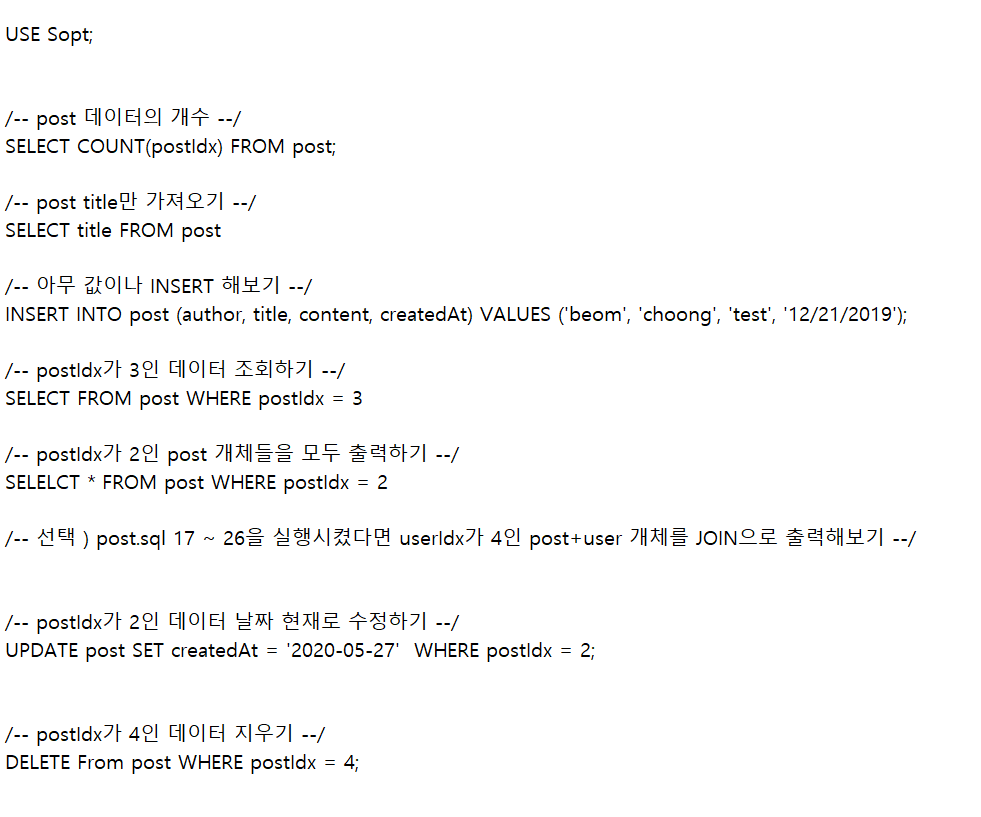 USE Sopt;
/-- post 데이터의 개수 --/
SELECT COUNT(postIdx) FROM post;
/-- post title만 가져오기 --/
SELECT title FROM post
/-- 아무 값이나 INSERT 해보기 --/
INSERT INTO post (author, title, content, createdAt) VALUES ('beom', 'choong', 'test', '12/21/2019');
/-- postIdx가 3인 데이터 조회하기 --/
SELECT FROM post WHERE postIdx = 3
/-- postIdx가 2인 post 개체들을 모두 출력하기 --/
SELELCT * FROM post WHERE postIdx = 2
/-- 선택 ) post.sql 17 ~ 26을 실행시켰다면 userIdx가 4인 post+user 개체를 JOIN으로 출력해보기 --/
/-- postIdx가 2인 데이터 날짜 현재로 수정하기 --/
UPDATE post SET createdAt = '2020-05-27'  WHERE postIdx = 2;
/-- postIdx가 4인 데이터 지우기 --/
DELETE From post WHERE postIdx = 4;